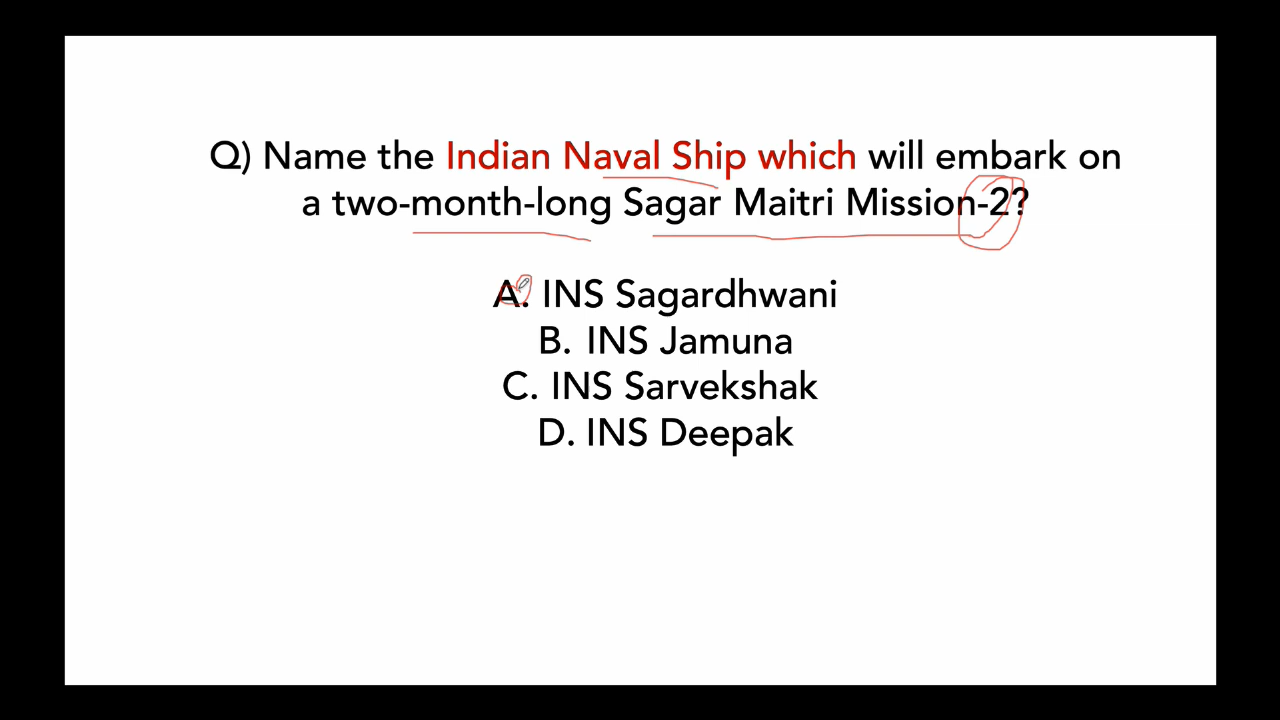 Q) Name the Indian Naval Ship which will embark on
a two-month-long Sagar Maitri Mission-2?
A. INS Sagardhwani
B. INS Jamuna
C. INS Sarvekshak
D. INS Deepak